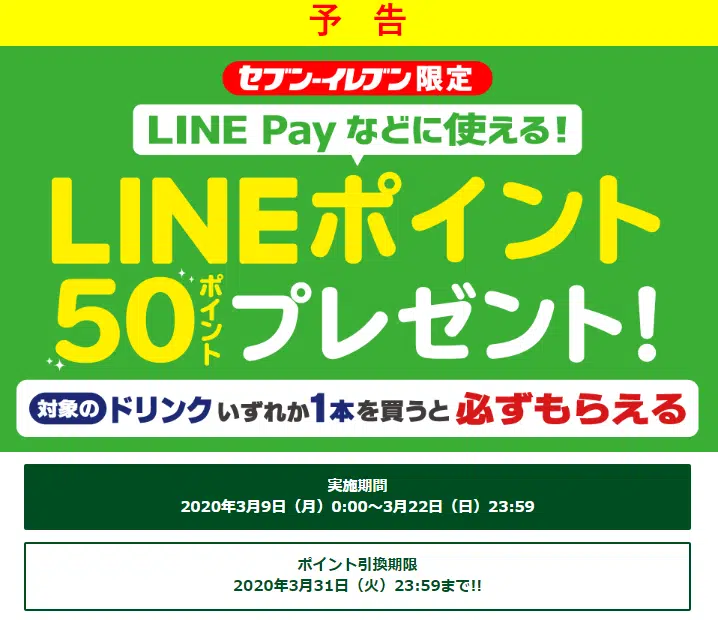 予 告
セブン-イレブン限定
LINE Pay などに使える!
LINEポイント
50ポイントプレゼント!
対象のドリンクいずれか1本を買うと必ずもらえる
実施期間
2020年3月9日（月）0:00～3月22日（日）23:59
ポイント引換期限
2020年3月31日（火）23:59まで!!